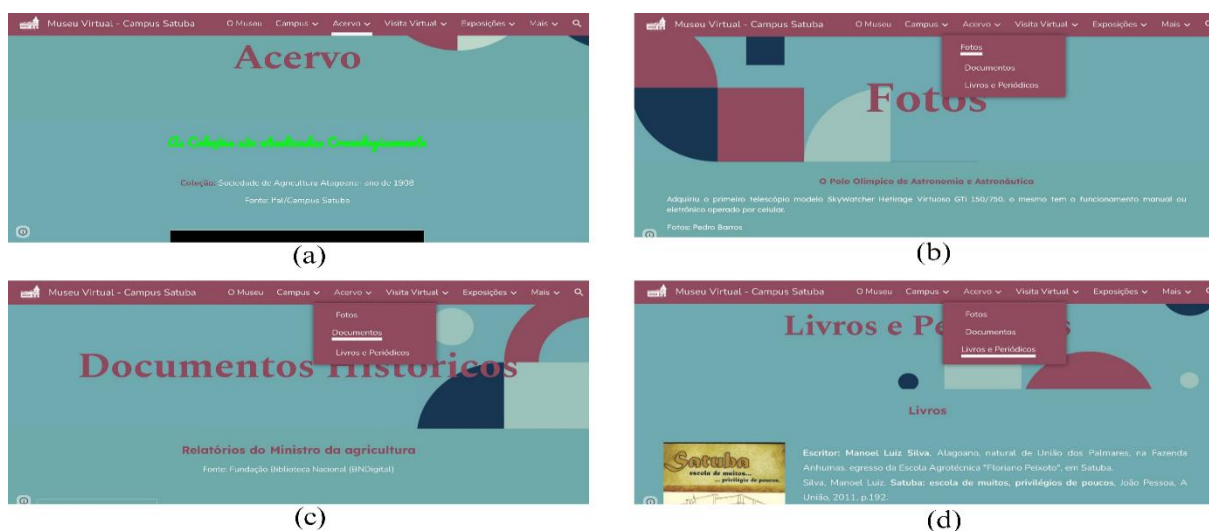 Museu Virtual - Campus Satuba O Museu Campus Acervo Visita Virtual Exposições Mais
Acervo
Coleção: Sociedade de Agricultura Alagoana- ano de 1908
Fonte: Pal/Campus Satuba
(a)
Museu Virtual - Campus Satuba O Museu Campus Acervo Visita Virtual Exposições Mais
Fotos
Documentos
Livros e Periódicos
Fotos
O Polo Olímpico de Astronomia e Astronáutica
Adquiriu o primeiro telescópio modelo SkyWatcher Hetirage Virtuoso GTi 150/750, o mesmo tem o funcionamento manual ou
eletrônico operado por celular.
Fotos: Pedro Barros
(b)
Museu Virtual - Campus Satuba O Museu Campus Acervo Visita Virtual Exposições Mais
Fotos
Documentos
Livros e Periódicos
Documentos Históricos
Relatórios do Ministro da agricultura
Fonte: Fundação Biblioteca Nacional (BNDigital)
(c)
Museu Virtual - Campus Satuba O Museu Campus Acervo Visita Virtual Exposições Mais
Fotos
Documentos
Livros e Periódicos
Livros e Pe s
Livros
Satuba
escola de muitos...
... privilégio de poucos.
Escritor: Manoel Luiz Silva, Alagoano, natural de União dos Palmares, na Fazenda
Anhumas, egresso da Escola Agrotécnica "Floriano Peixoto", em Satuba.
Silva, Manoel Luiz. Satuba: escola de muitos, privilégios de poucos, João Pessoa, A
União, 2011, p.192.
(d)